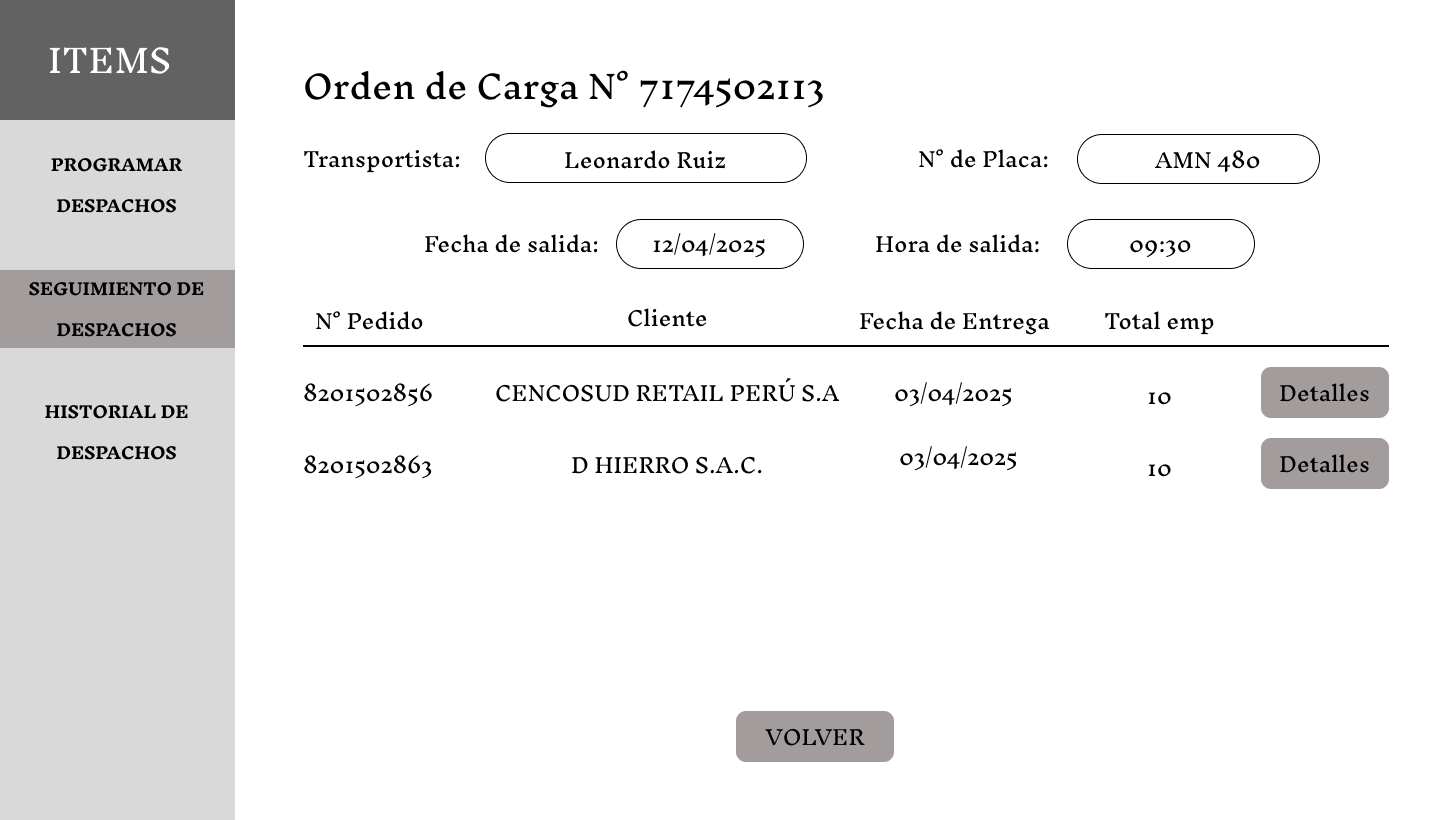 ITEMS
PROGRAMAR
DESPACHOS
SEGUIMIENTO DE
DESPACHOS
HISTORIAL DE
DESPACHOS
Orden de Carga N° 7174502113
Transportista: Leonardo Ruiz N° de Placa: AMN 480
Fecha de salida: 12/04/2025 Hora de salida: 09:30
N° Pedido Cliente Fecha de Entrega Total emp
8201502856 CENCOSUD RETAIL PERÚ S.A 03/04/2025 10 Detalles
8201502863 D HIERRO S.A.C. 03/04/2025 10 Detalles
VOLVER